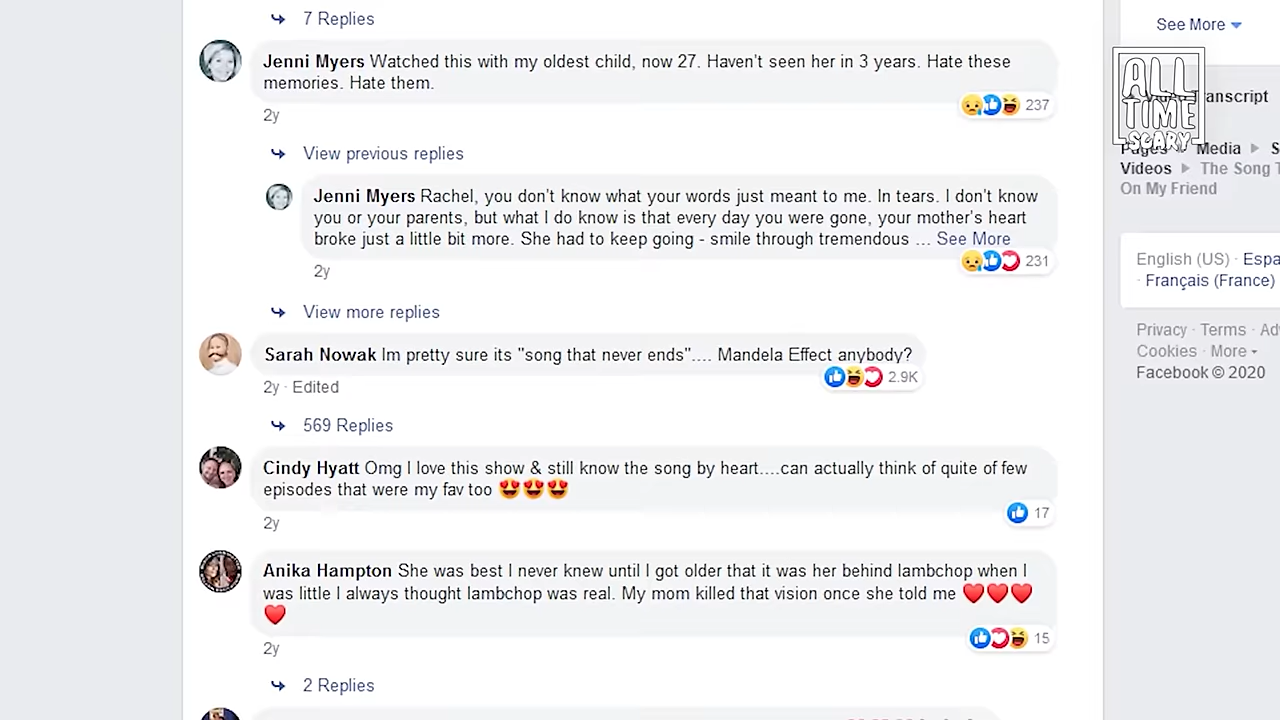 7 Replies
See More
Jenni Myers Watched this with my oldest child, now 27. Haven't seen her in 3 years. Hate these
memories. Hate them.
237
2y
ALL
TIME
SCARY
anscript
View previous replies
Pages Media S
Videos The Song T
On My Friend
Jenni Myers Rachel, you don't know what your words just meant to me. In tears. I don't know
you or your parents, but what I do know is that every day you were gone, your mother's heart
broke just a little bit more. She had to keep going - smile through tremendous ... See More
231
2y
English (US) · Espa
· Français (France)
View more replies
Privacy · Terms · Ad
Cookies · More
Facebook © 2020
Sarah Nowak Im pretty sure its "song that never ends".... Mandela Effect anybody?
2.9K
2y · Edited
569 Replies
Cindy Hyatt Omg I love this show & still know the song by heart....can actually think of quite of few
episodes that were my fav too 😍😍😍
17
2y
Anika Hampton She was best I never knew until I got older that it was her behind lambchop when I
was little I always thought lambchop was real. My mom killed that vision once she told me ❤️❤️❤️
❤️
15
2y
2 Replies